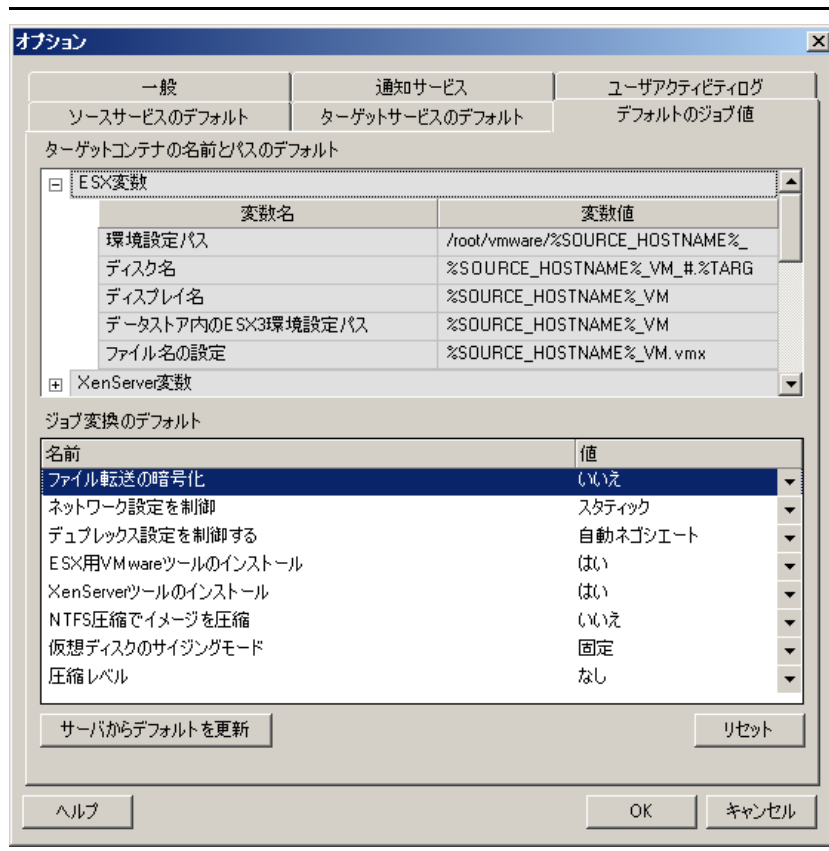 オプション
一般 通知サービス ユーザアクティビティログ
ソースサービスのデフォルト ターゲットサービスのデフォルト デフォルトのジョブ値
ターゲットコンテナの名前とパスのデフォルト
ESX変数
変数名 変数値
環境設定パス /root/vmware/%SOURCE_HOSTNAME%_
ディスク名 %SOURCE_HOSTNAME%_VM_#.%TARG
ディスプレイ名 %SOURCE_HOSTNAME%_VM
データストア内のESX3環境設定パス %SOURCE_HOSTNAME%_VM
ファイル名の設定 %SOURCE_HOSTNAME%_VM.vmx
XenServer変数
ジョブ変換のデフォルト
名前 値
ファイル転送の暗号化 いいえ
ネットワーク設定を制御 スタティック
デュプレックス設定を制御する 自動ネゴシエート
ESX用VMwareツールのインストール はい
XenServerツールのインストール はい
NTFS圧縮でイメージを圧縮 いいえ
仮想ディスクのサイジングモード 固定
圧縮レベル なし
サーバからデフォルトを更新 リセット
ヘルプ OK キャンセル